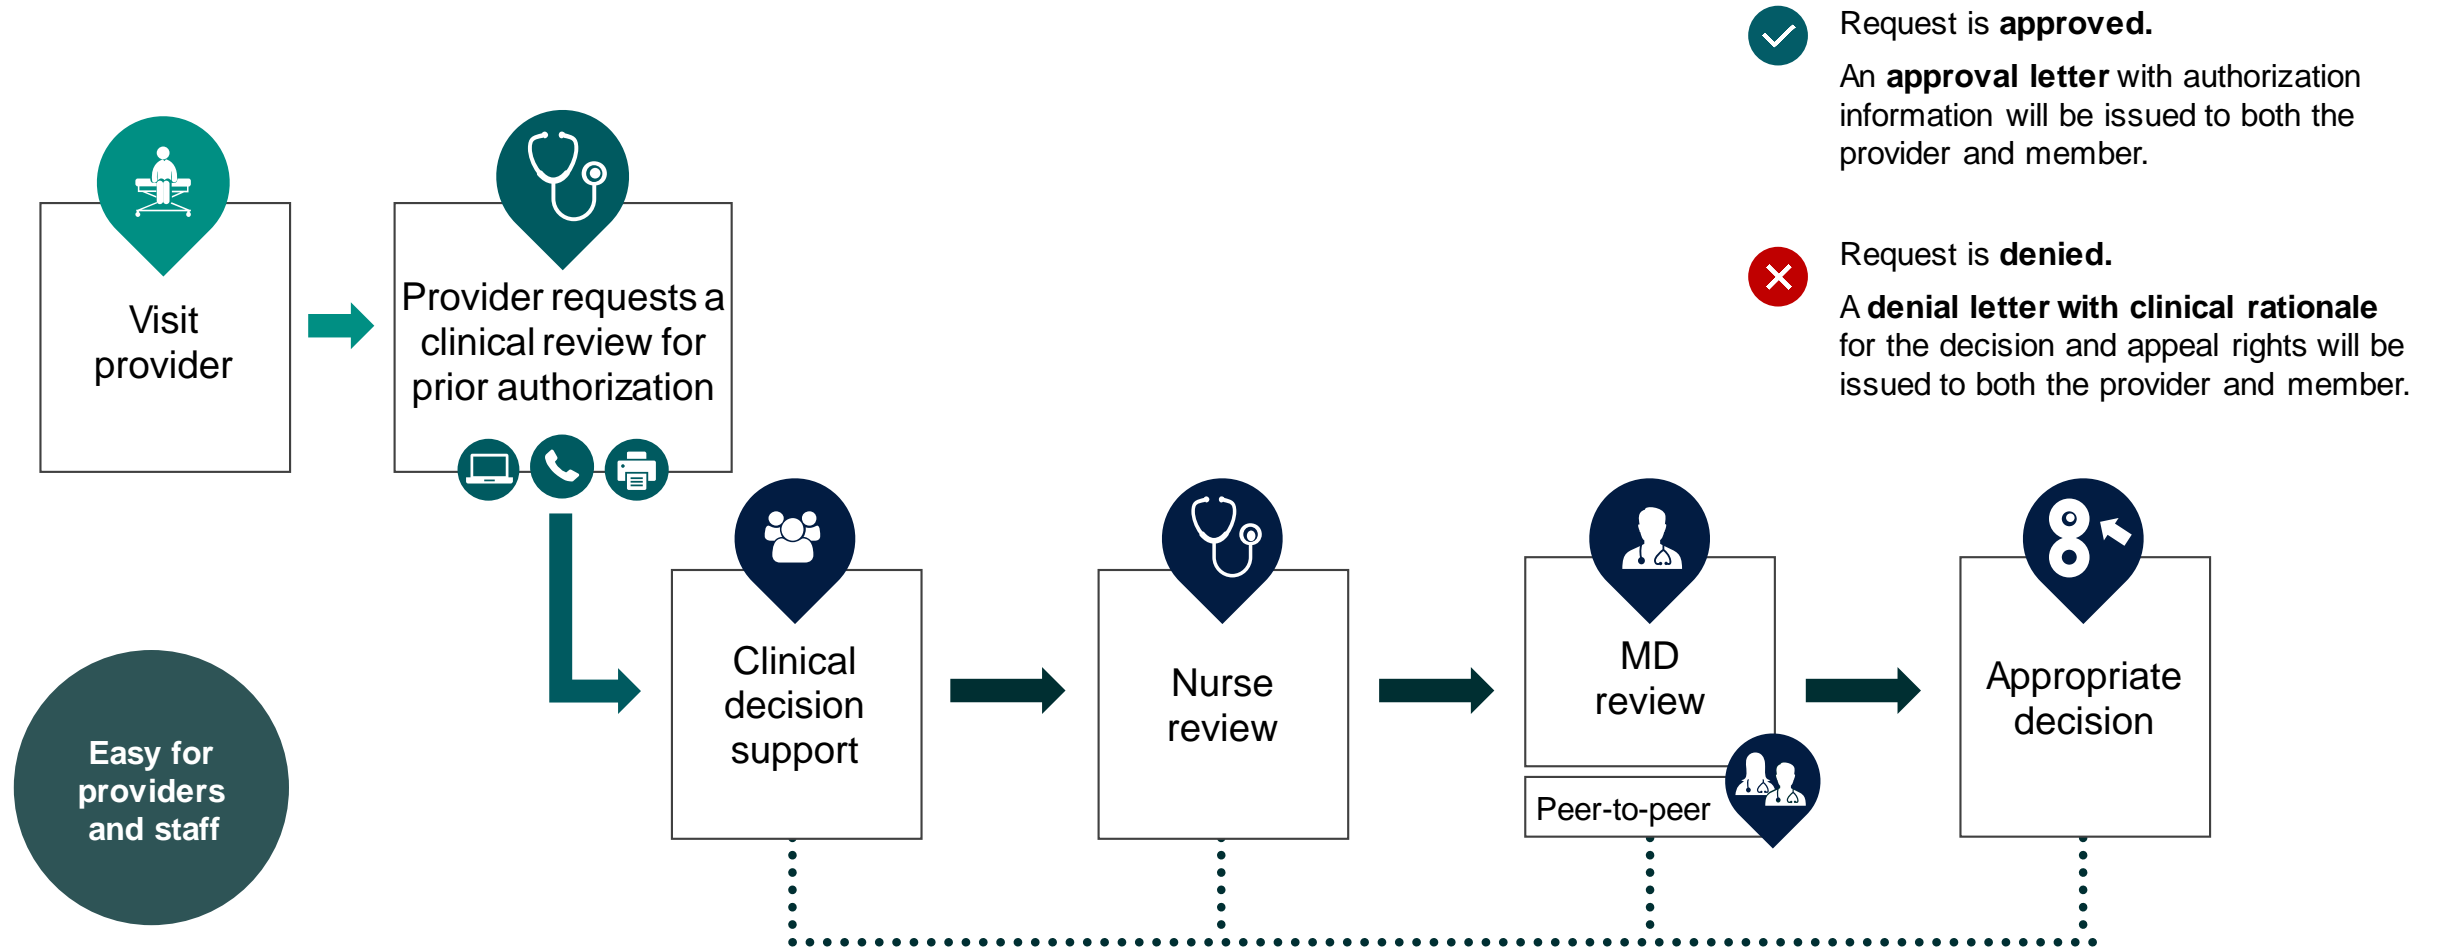 Request is approved.
An approval letter with authorization
information will be issued to both the
provider and member.
Request is denied.
A denial letter with clinical rationale
for the decision and appeal rights will be
issued to both the provider and member.
Visit
provider
Provider requests a
clinical review for
prior authorization
Clinical
decision
support
Nurse
review
MD
review
Peer-to-peer
Appropriate
decision
Easy for
providers
and staff